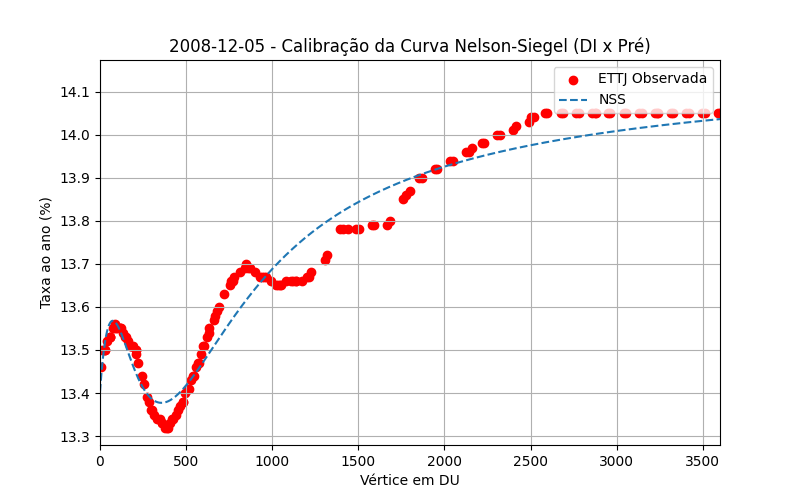 2008-12-05 - Calibração da Curva Nelson-Siegel (DI x Pré)
ETTJ Observada
NSS
Taxa ao ano (%)
14.1
14.0
13.9
13.8
13.7
13.6
13.5
13.4
13.3
0 500 1000 1500 2000 2500 3000 3500
Vértice em DU